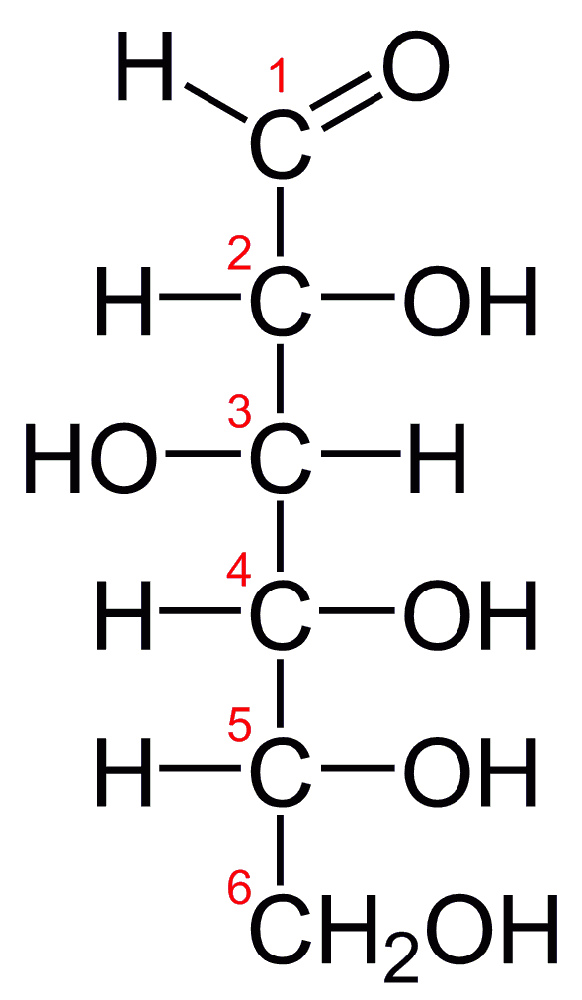 H 1 O
C
2
H C OH
3
HO C H
4
H C OH
5
H C OH
6
CH2OH